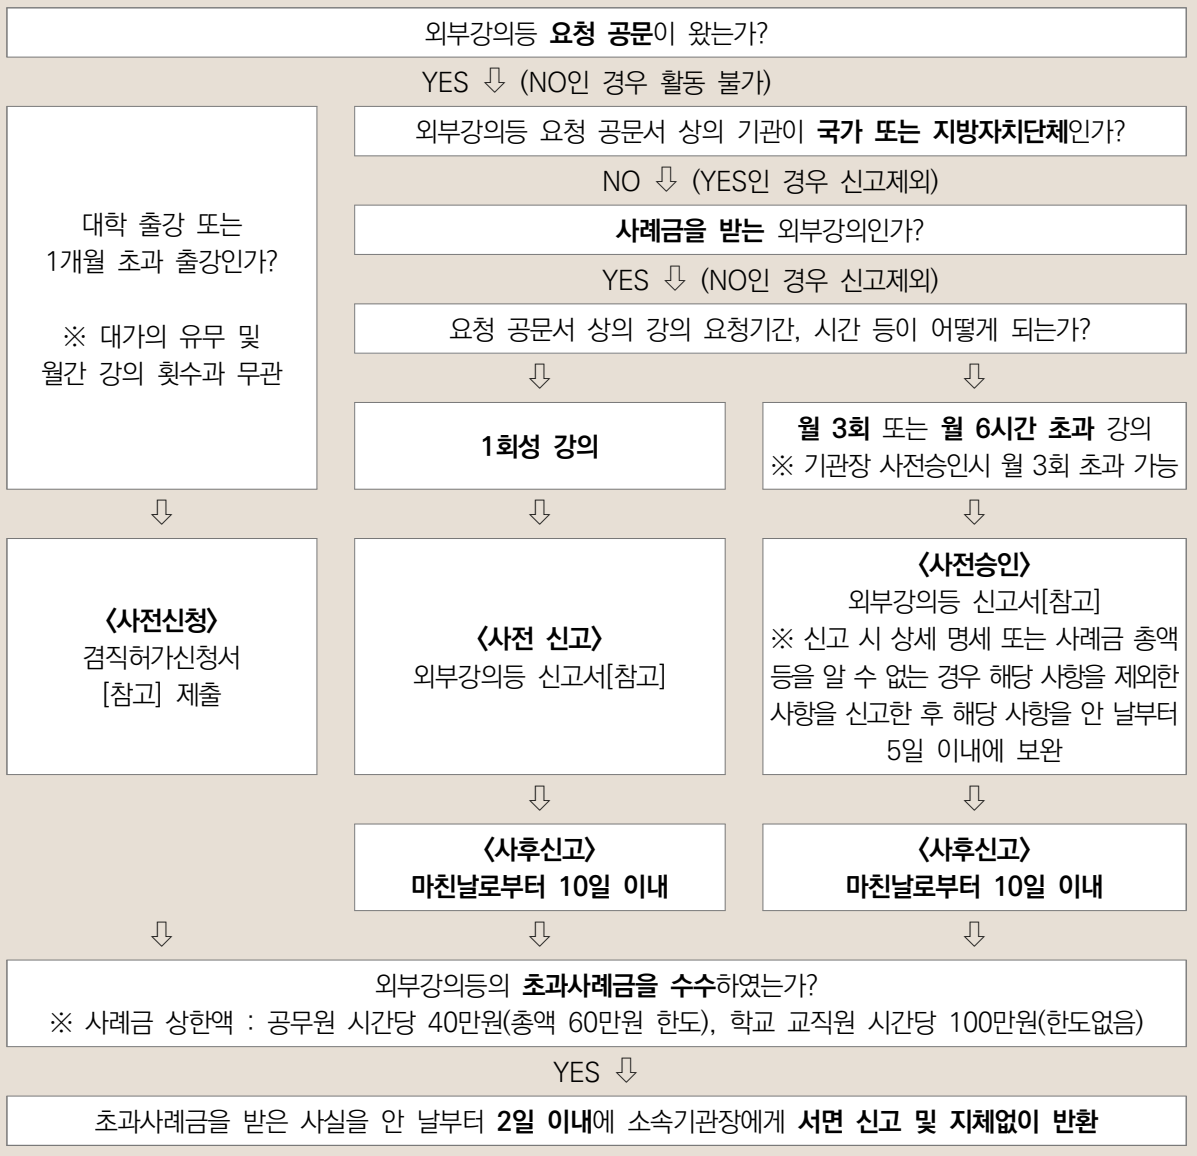 외부강의등 요청 공문이 왔는가?
YES ⇩ (NO인 경우 활동 불가)
대학 출강 또는
1개월 초과 출강인가?
※ 대가의 유무 및
월간 강의 횟수과 무관
외부강의등 요청 공문서 상의 기관이 국가 또는 지방자치단체인가?
NO ⇩ (YES인 경우 신고제외)
사례금을 받는 외부강의인가?
YES ⇩ (NO인 경우 신고제외)
요청 공문서 상의 강의 요청기간, 시간 등이 어떻게 되는가?
⇩ ⇩
1회성 강의
월 3회 또는 월 6시간 초과 강의
※ 기관장 사전승인시 월 3회 초과 가능
⇩ ⇩ ⇩
〈사전신청〉
겸직허가신청서
[참고] 제출
〈사전 신고〉
외부강의등 신고서[참고]
〈사전승인〉
외부강의등 신고서[참고]
※ 신고 시 상세 명세 또는 사례금 총액
등을 알 수 없는 경우 해당 사항을 제외한
사항을 신고한 후 해당 사항을 안 날부터
5일 이내에 보완
⇩ ⇩
〈사후신고〉
마친날로부터 10일 이내
〈사후신고〉
마친날로부터 10일 이내
⇩ ⇩ ⇩
외부강의등의 초과사례금을 수수하였는가?
※ 사례금 상한액 : 공무원 시간당 40만원(총액 60만원 한도), 학교 교직원 시간당 100만원(한도없음)
YES ⇩
초과사례금을 받은 사실을 안 날부터 2일 이내에 소속기관장에게 서면 신고 및 지체없이 반환